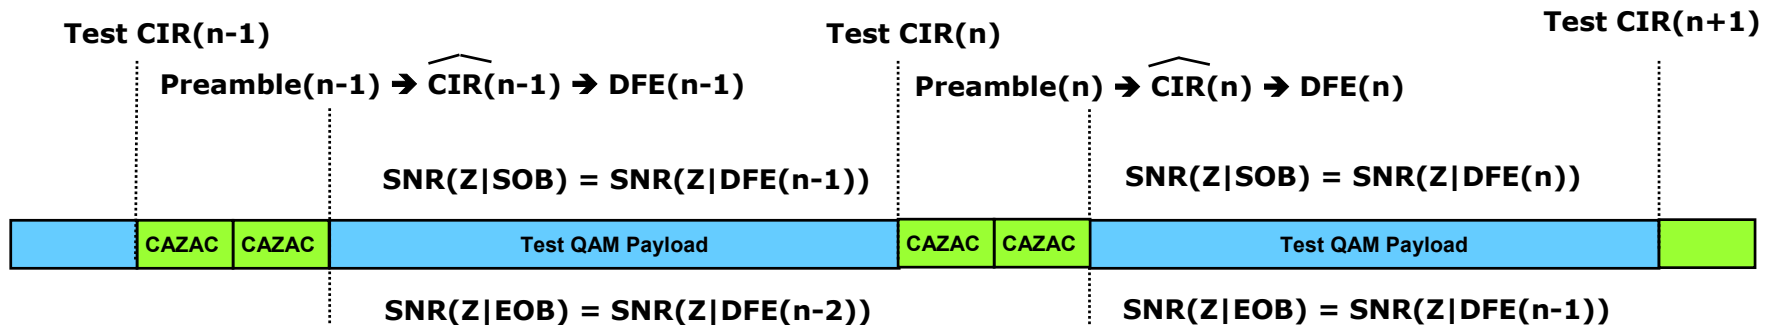 Test CIR(n-1)
Test CIR(n)
Test CIR(n+1)
Preamble(n-1) ➔ CIR(n-1) ➔ DFE(n-1)
Preamble(n) ➔ CIR(n) ➔ DFE(n)
SNR(Z|SOB) = SNR(Z|DFE(n-1))
SNR(Z|SOB) = SNR(Z|DFE(n))
CAZAC
CAZAC
Test QAM Payload
CAZAC
CAZAC
Test QAM Payload
SNR(Z|EOB) = SNR(Z|DFE(n-2))
SNR(Z|EOB) = SNR(Z|DFE(n-1))